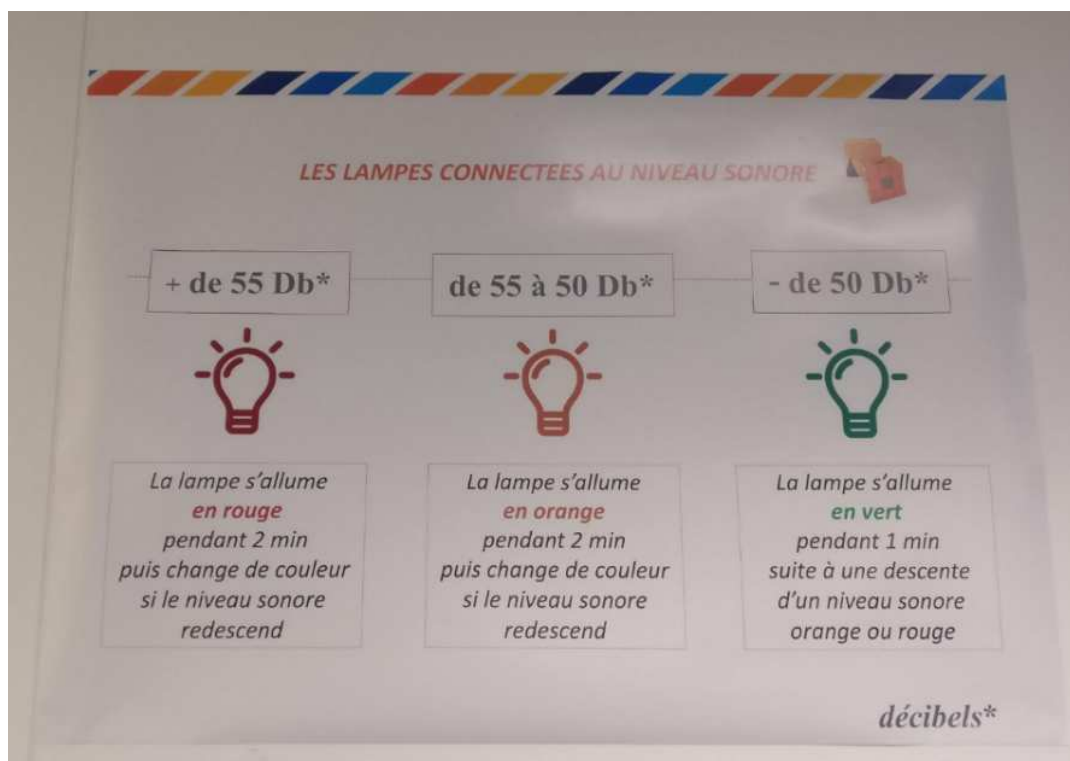 LES LAMPES CONNECTEES AU NIVEAU SONORE
+ de 55 Db*
de 55 à 50 Db*
- de 50 Db*
La lampe s'allume
en rouge
pendant 2 min
puis change de couleur
si le niveau sonore
redescend
La lampe s'allume
en orange
pendant 2 min
puis change de couleur
si le niveau sonore
redescend
La lampe s'allume
en vert
pendant 1 min
suite à une descente
d'un niveau sonore
orange ou rouge
décibels*